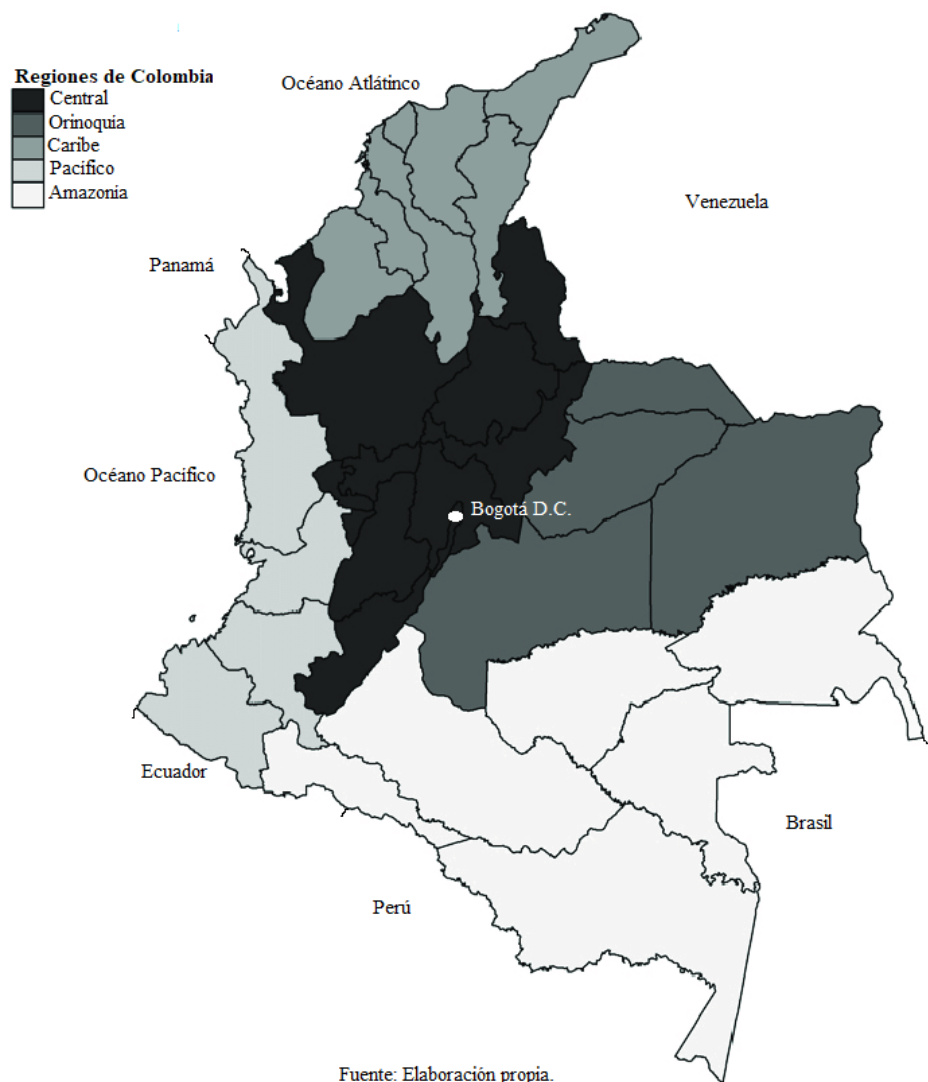 Regiones de Colombia
Central
Orinoquia
Caribe
Pacífico
Amazonia
Océano Atlátinco
Venezuela
Panamá
Océano Pacífico
Bogotá D.C.
Ecuador
Brasil
Perú
Fuente: Elaboración propia.